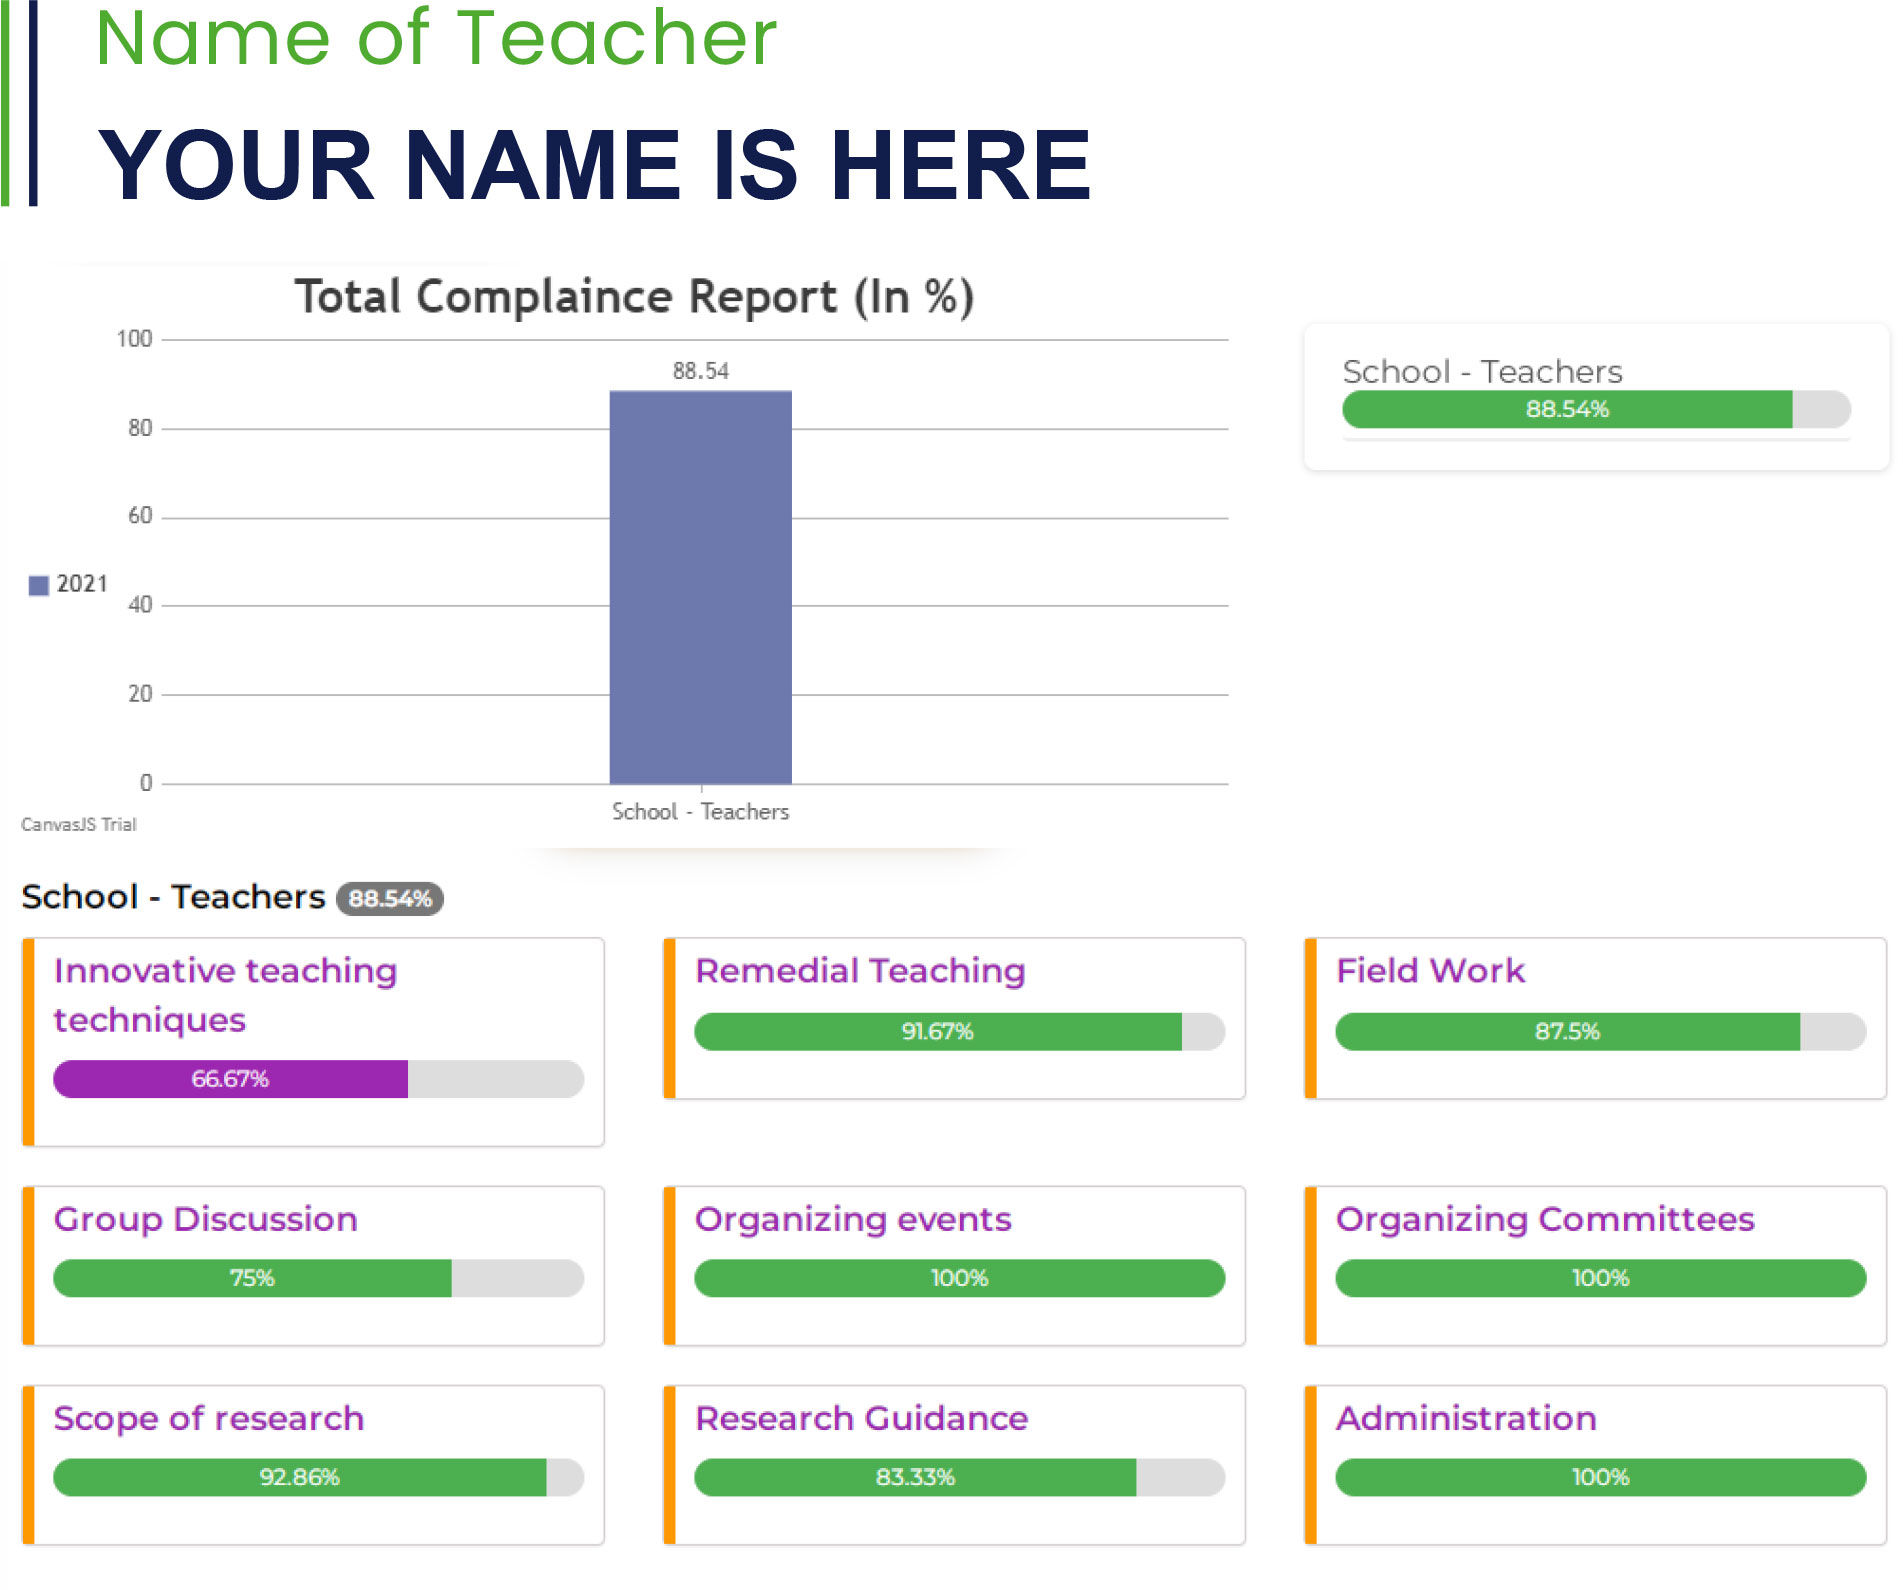 Name of Teacher
YOUR NAME IS HERE
Total Complaince Report (In %)
100
88.54
80
60
2021
40
20
0
School - Teachers
CanvasJS Trial
School - Teachers
88.54%
School - Teachers 88.54%
Innovative teaching
techniques
66.67%
Remedial Teaching
91.67%
Field Work
87.5%
Group Discussion
75%
Organizing events
100%
Organizing Committees
100%
Scope of research
92.86%
Research Guidance
83.33%
Administration
100%